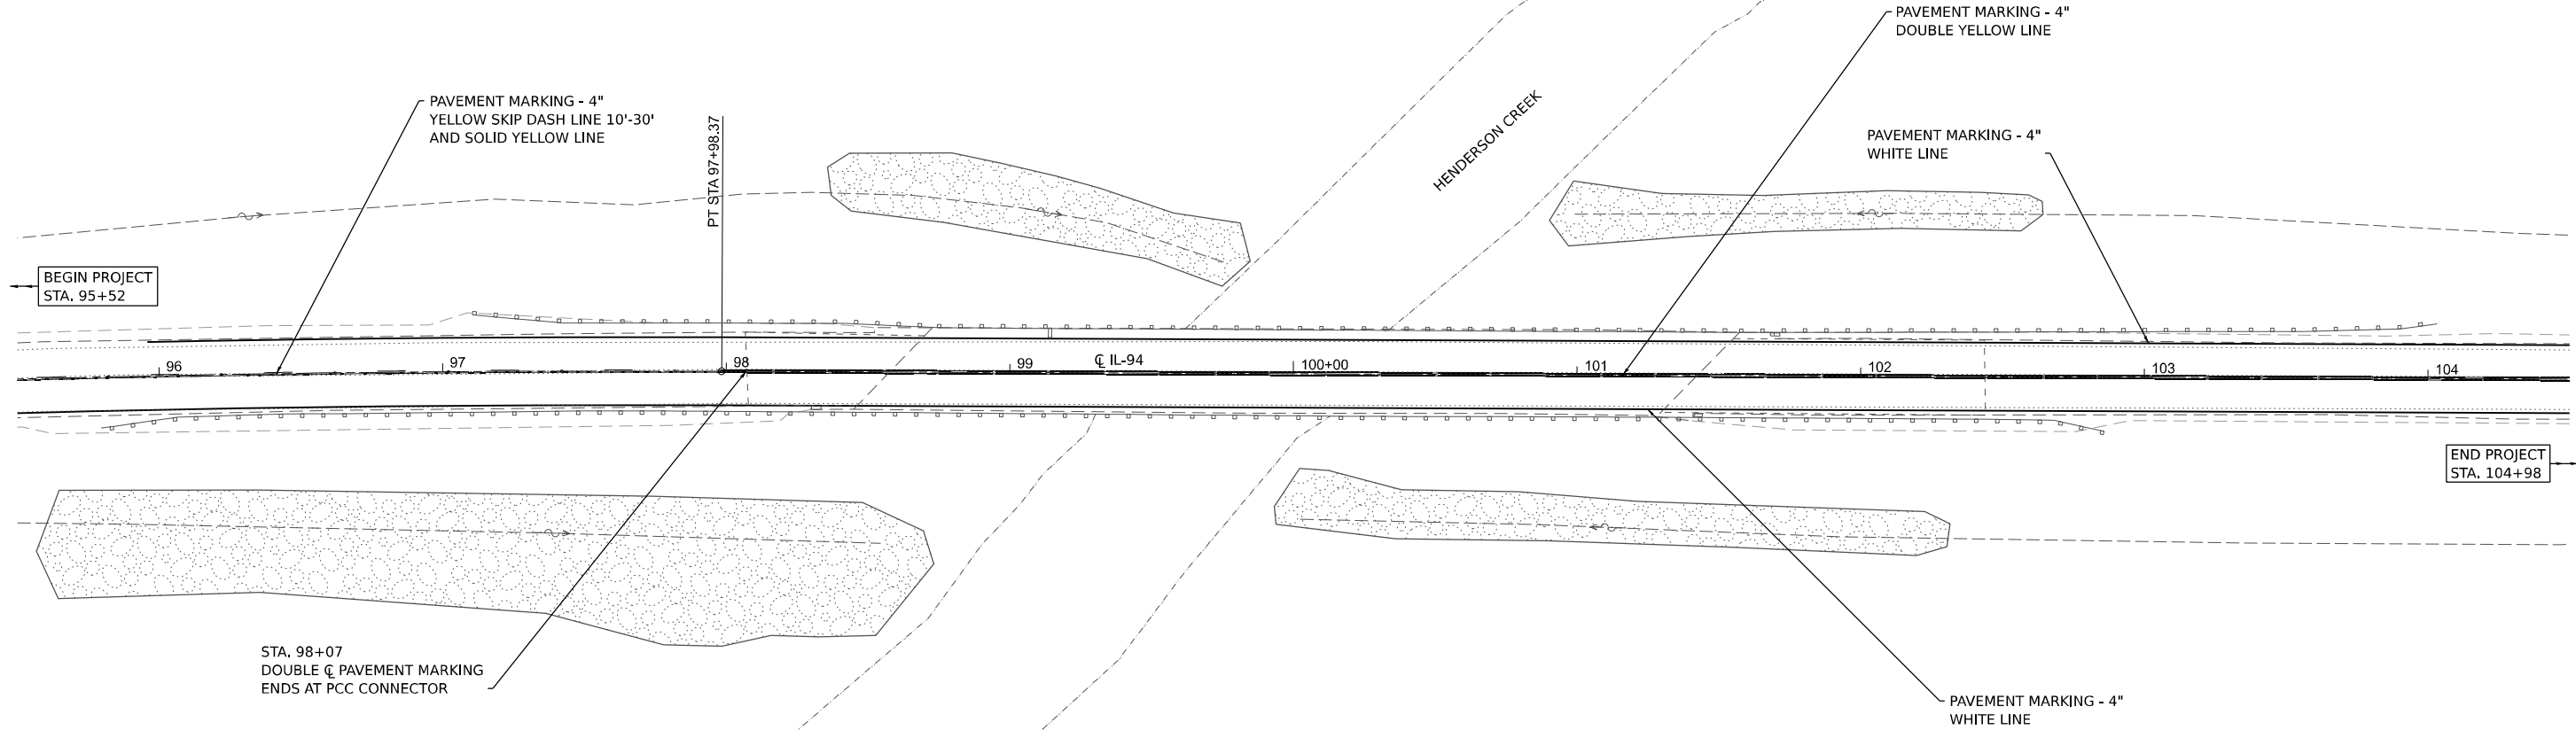 PAVEMENT MARKING - 4"
DOUBLE YELLOW LINE
PAVEMENT MARKING - 4"
YELLOW SKIP DASH LINE 10'-30'
AND SOLID YELLOW LINE
PT STA 97+98.37
HENDERSON CREEK
PAVEMENT MARKING - 4"
WHITE LINE
BEGIN PROJECT
STA. 95+52
96
97
98
99
℄ IL-94
100+00
101
102
103
104
END PROJECT
STA. 104+98
STA. 98+07
DOUBLE ℄ PAVEMENT MARKING
ENDS AT PCC CONNECTOR
PAVEMENT MARKING - 4"
WHITE LINE